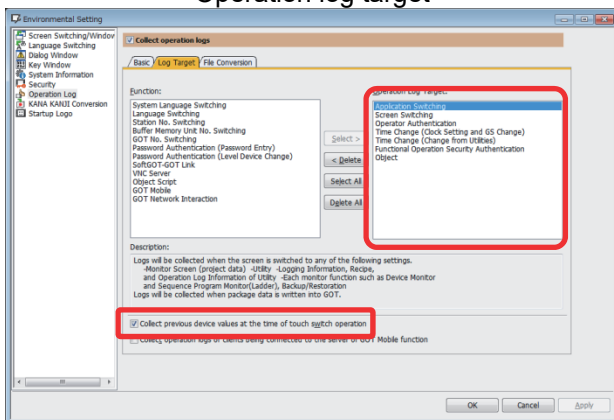 Operation log target
Environmental Setting
Screen Switching/Window
Language Switching
Dialog Window
Key Window
System Information
Security
Operation Log
KANA KANJI Conversion
Startup Logo
Collect operation logs
Basic
Log Target
File Conversion
Function:
System Language Switching
Language Switching
Station No. Switching
Buffer Memory Unit No. Switching
GOT No. Switching
Password Authentication (Password Entry)
Password Authentication (Level Device Change)
SoftGOT-GOT Link
VNC Server
Object Script
GOT Mobile
GOT Network Interaction
Select >
< Delete
Select All
Delete All
Operation Log Target:
Application Switching
Screen Switching
Operator Authentication
Time Change (Clock Setting and GS Change)
Time Change (Change from Utilities)
Functional Operation Security Authentication
Object
Description:
Logs will be collected when the screen is switched to any of the following settings.
-Monitor Screen (project data) -Utility -Logging Information, Recipe,
and Operation Log Information of Utility -Each monitor function such as Device Monitor
and Sequence Program Monitor(Ladder), Backup/Restoration
Logs will be collected when package data is written into GOT.
Collect previous device values at the time of touch switch operation
Collect operation logs of clients being connected to the server of GOT Mobile function
OK
Cancel
Apply